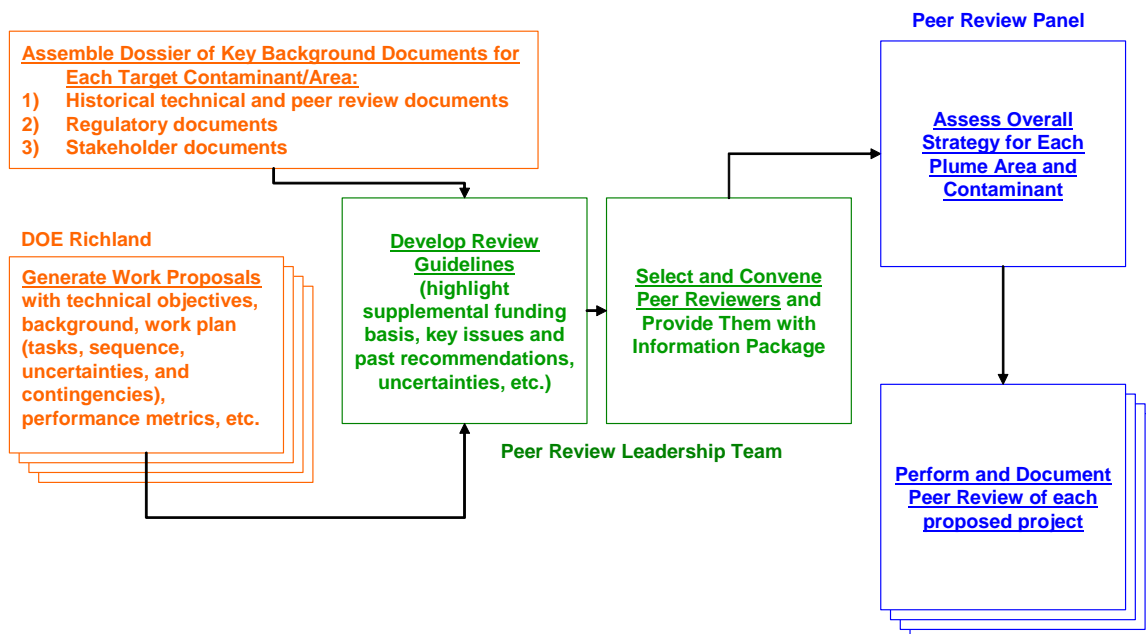 Peer Review Panel
Assemble Dossier of Key Background Documents for
Each Target Contaminant/Area:
1) Historical technical and peer review documents
2) Regulatory documents
3) Stakeholder documents
Assess Overall
Strategy for Each
Plume Area and
Contaminant
DOE Richland
Generate Work Proposals
with technical objectives,
background, work plan
(tasks, sequence,
uncertainties, and
contingencies),
performance metrics, etc.
Develop Review
Guidelines
(highlight
supplemental funding
basis, key issues and
past recommendations,
uncertainties, etc.)
Select and Convene
Peer Reviewers and
Provide Them with
Information Package
Peer Review Leadership Team
Perform and Document
Peer Review of each
proposed project